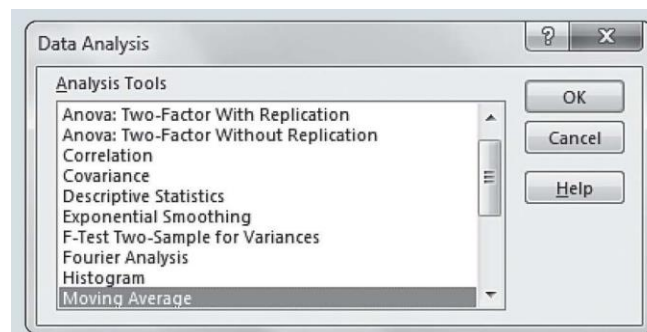 Data Analysis
Analysis Tools
Anova: Two-Factor With Replication
Anova: Two-Factor Without Replication
Correlation
Covariance
Descriptive Statistics
Exponential Smoothing
F-Test Two-Sample for Variances
Fourier Analysis
Histogram
Moving Average
OK
Cancel
Help